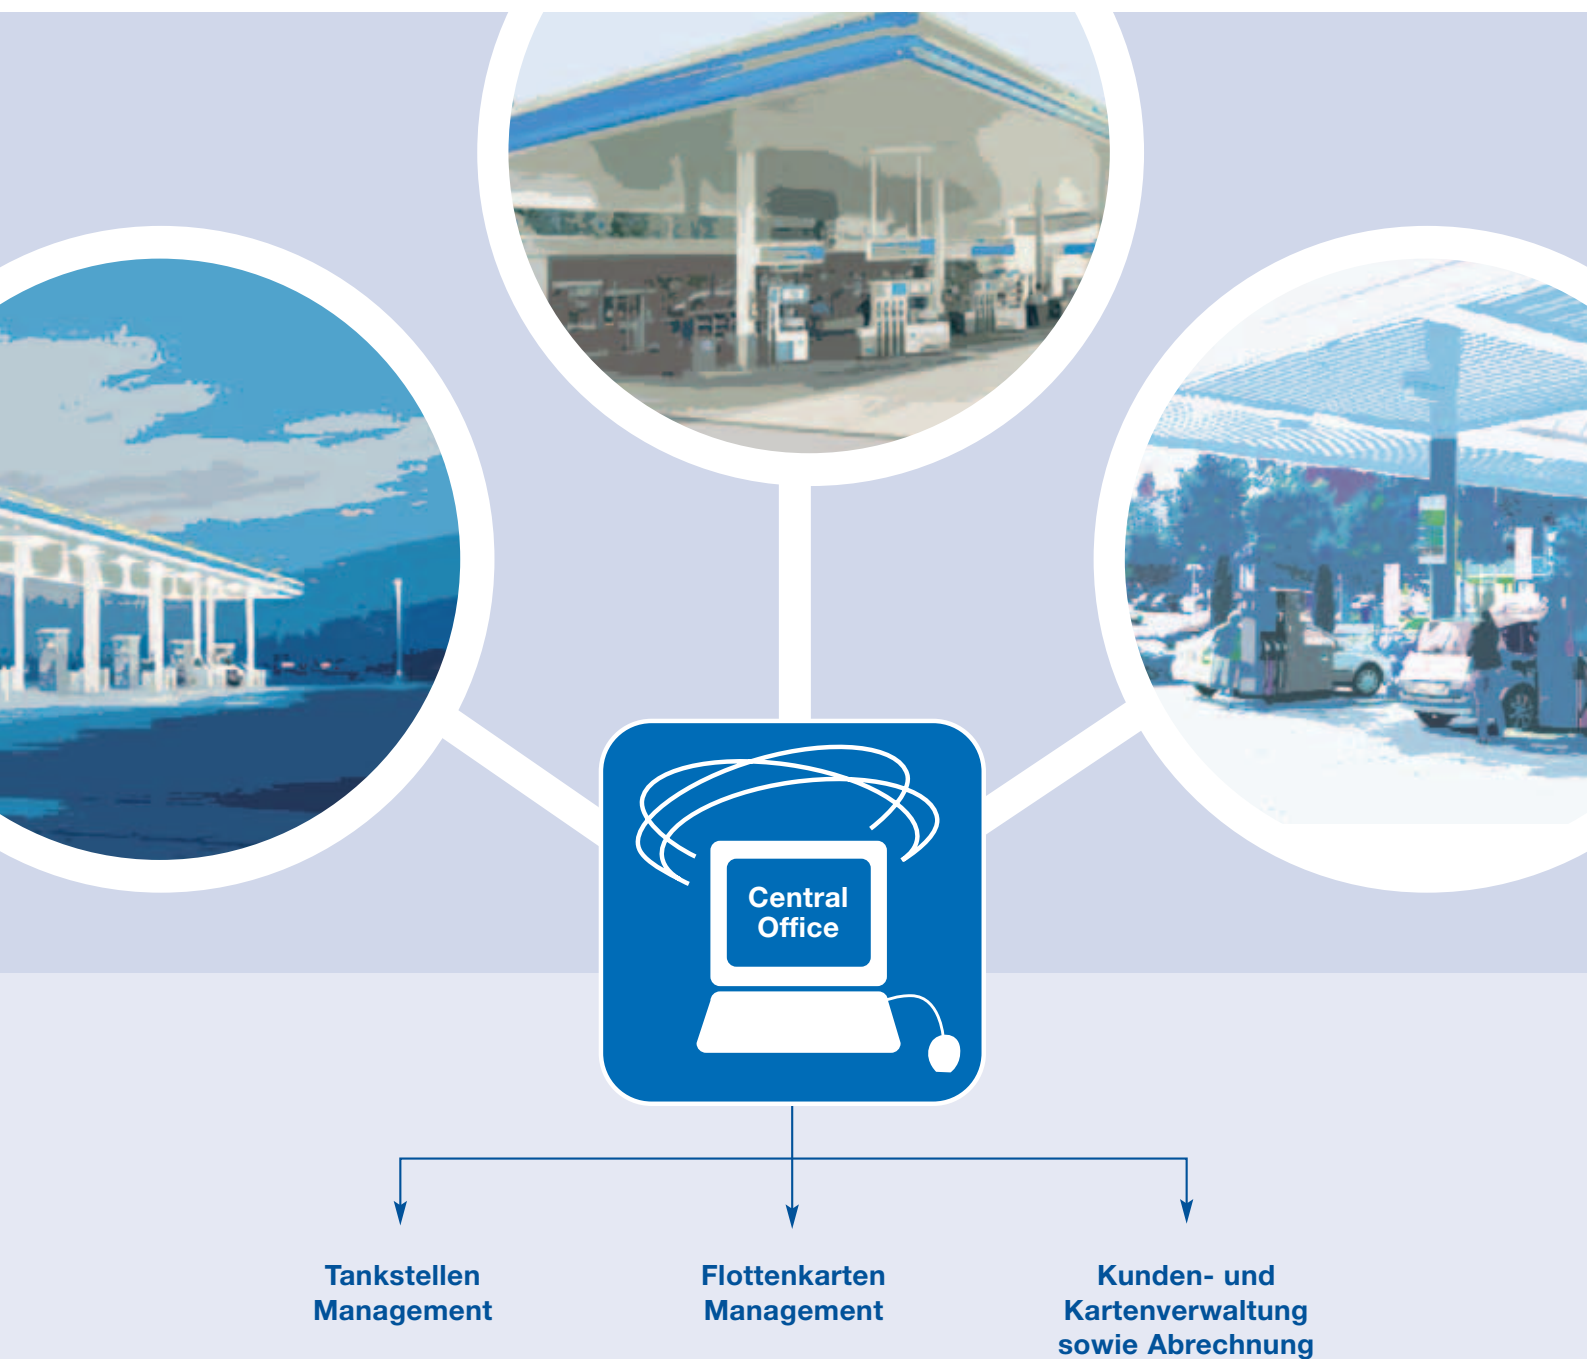 Central
Office
Tankstellen
Management
Flottenkarten
Management
Kunden- und
Kartenverwaltung
sowie Abrechnung